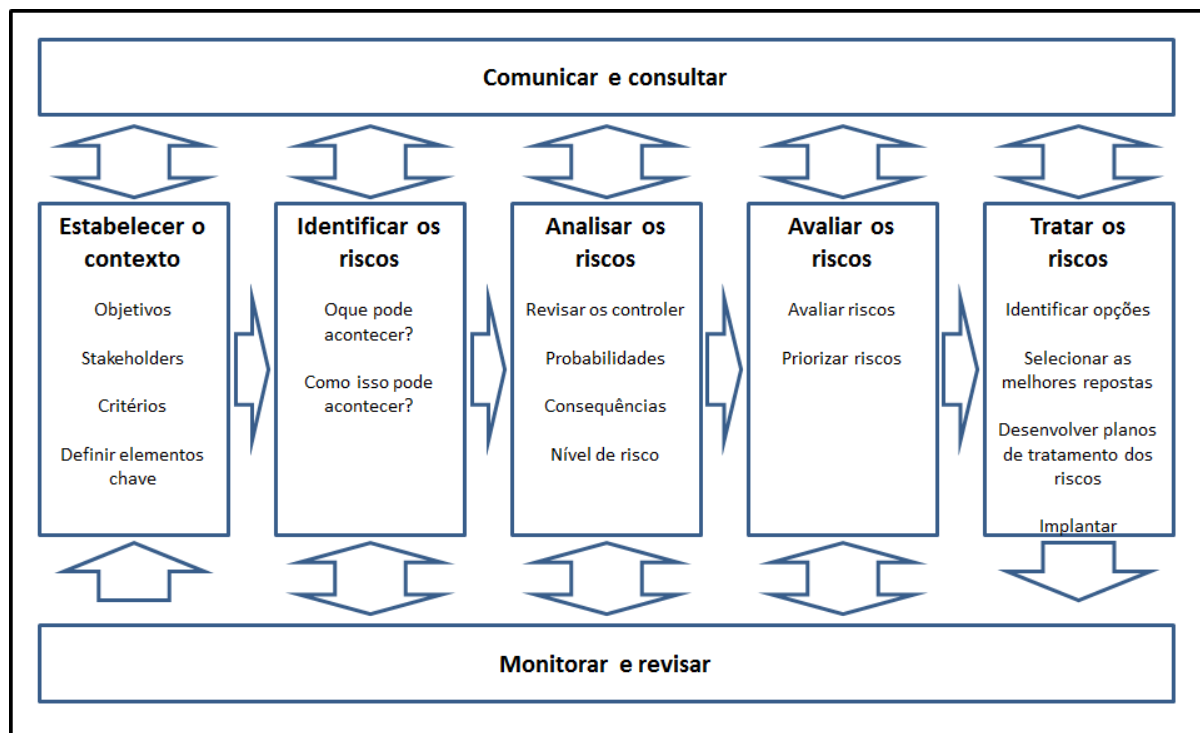 Comunicar e consultar
Estabelecer o
contexto
Objetivos
Stakeholders
Critérios
Definir elementos
chave
Identificar os
riscos
Oque pode
acontecer?
Como isso pode
acontecer?
Analisar os
riscos
Revisar os controler
Probabilidades
Consequências
Nível de risco
Avaliar os
riscos
Avaliar riscos
Priorizar riscos
Tratar os
riscos
Identificar opções
Selecionar as
melhores repostas
Desenvolver planos
de tratamento dos
riscos
Implantar
Monitorar e revisar